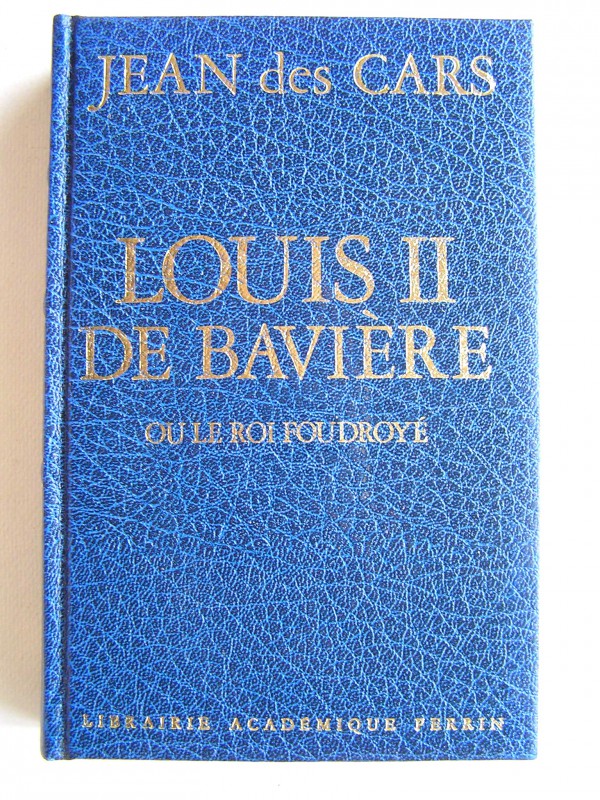 JEAN des CARS
LOUIS II
DE BAVIÈRE
OU LE ROI FOUDROYÉ
LIBRAIRIE ACADÉMIQUE PERRIN